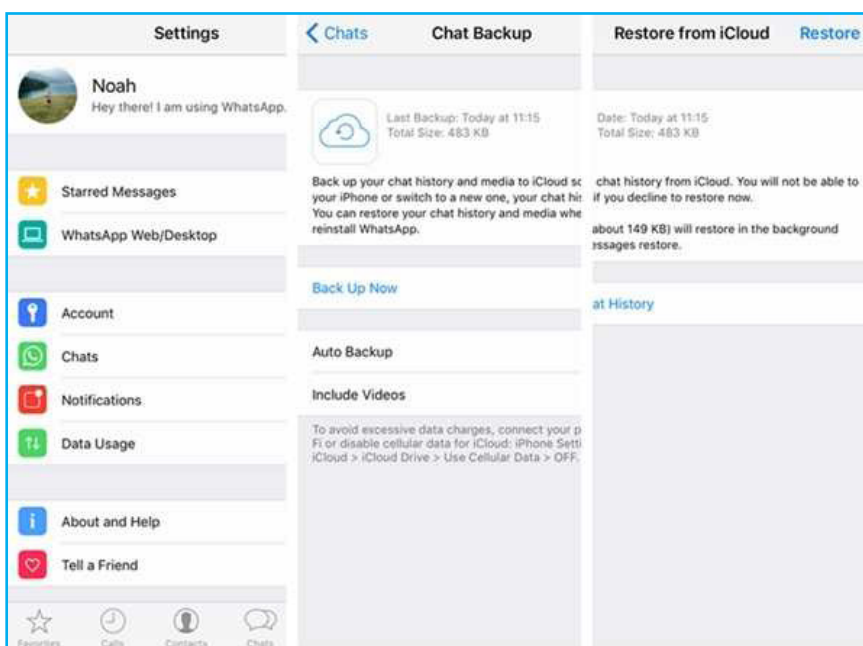 Settings
Noah
Hey there! I am using WhatsApp.
Starred Messages
WhatsApp Web/Desktop
Account
Chats
Notifications
Data Usage
About and Help
Tell a Friend
Favorites
Calls
Contacts
Chats
Chats
Chat Backup
Last Backup: Today at 11:15
Total Size: 483 KB
Back up your chat history and media to iCloud so
your iPhone or switch to a new one, your chat his
You can restore your chat history and media whe
reinstall WhatsApp.
Back Up Now
Auto Backup
Include Videos
To avoid excessive data charges, connect your p
Fi or disable cellular data for iCloud: iPhone Setti
iCloud > iCloud Drive > Use Cellular Data > OFF.
Restore from iCloud
Restore
Date: Today at 11:15
Total Size: 483 KB
chat history from iCloud. You will not be able to
if you decline to restore now.
about 149 KB) will restore in the background
essages restore.
at History